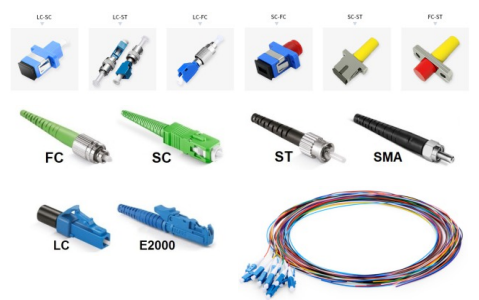 LC-SC
LC-ST
LC-FC
SC-FC
SC-ST
FC-ST
FC
SC
ST
SMA
LC
E2000